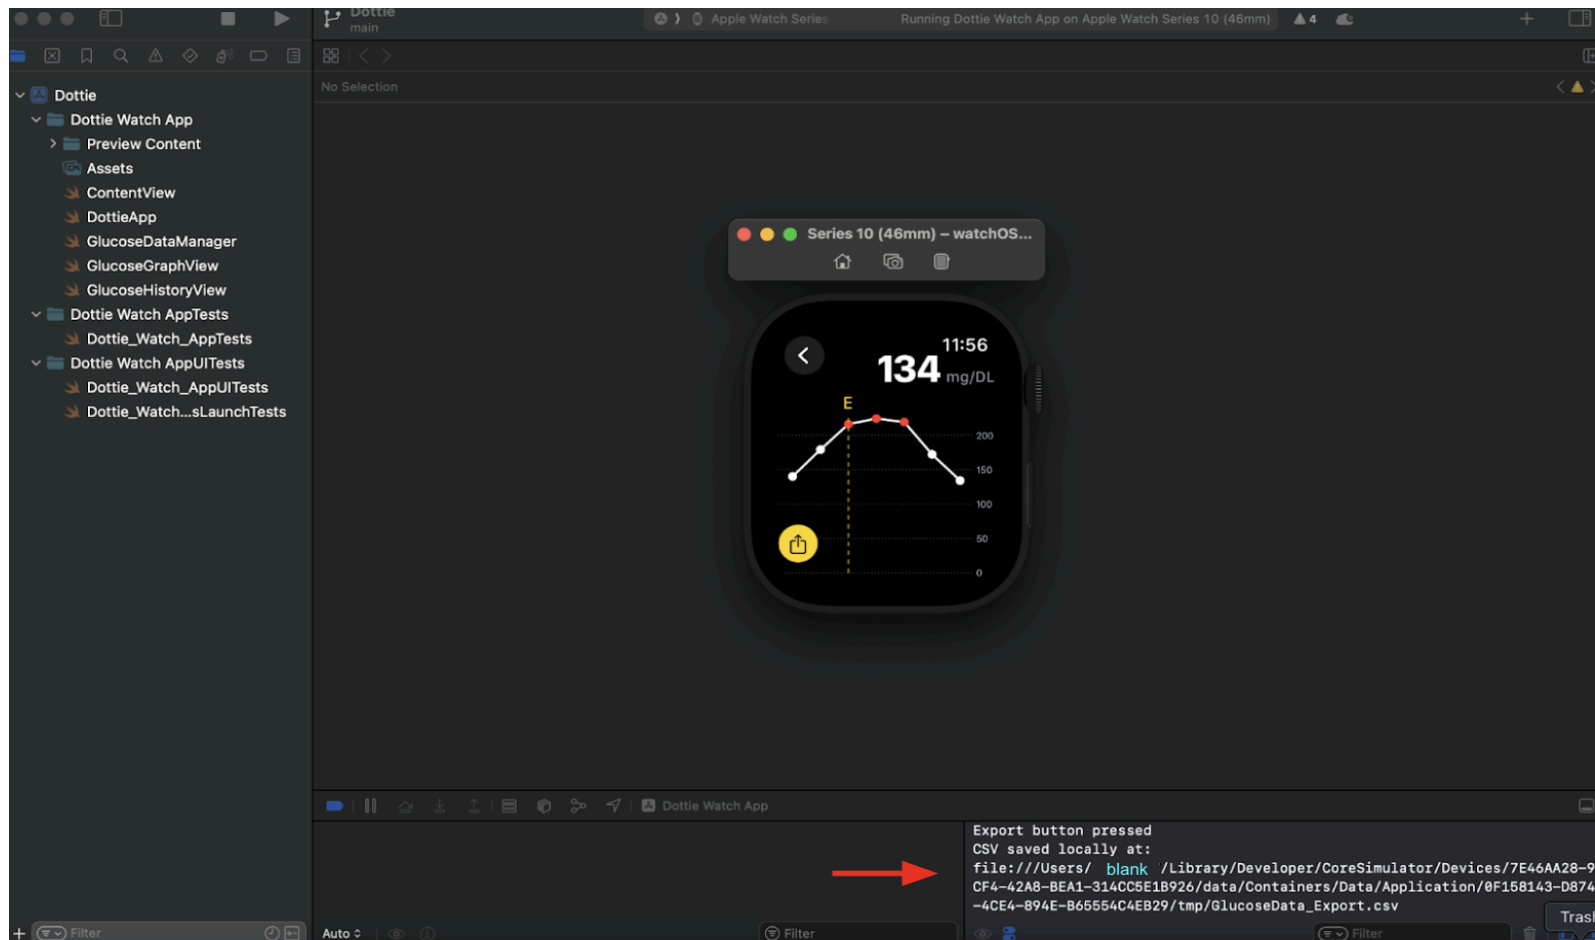 Dottie
main
Apple Watch Series
Running Dottie Watch App on Apple Watch Series 10 (46mm)
4
No Selection
Dottie
Dottie Watch App
Preview Content
Assets
ContentView
DottieApp
GlucoseDataManager
GlucoseGraphView
GlucoseHistoryView
Dottie Watch AppTests
Dottie_Watch_AppTests
Dottie Watch AppUITests
Dottie_Watch_AppUITests
Dottie_Watch...sLaunchTests
Series 10 (46mm) – watchOS...
11:56
134 mg/DL
E
200
150
100
50
0
Dottie Watch App
Export button pressed
CSV saved locally at:
file:///Users/ blank /Library/Developer/CoreSimulator/Devices/7E46AA28-9
CF4-42A8-BEA1-314CC5E1B926/data/Containers/Data/Application/0F158143-D874
-4CE4-894E-B65554C4EB29/tmp/GlucoseData_Export.csv
Trash
Filter
Auto
Filter
Filter